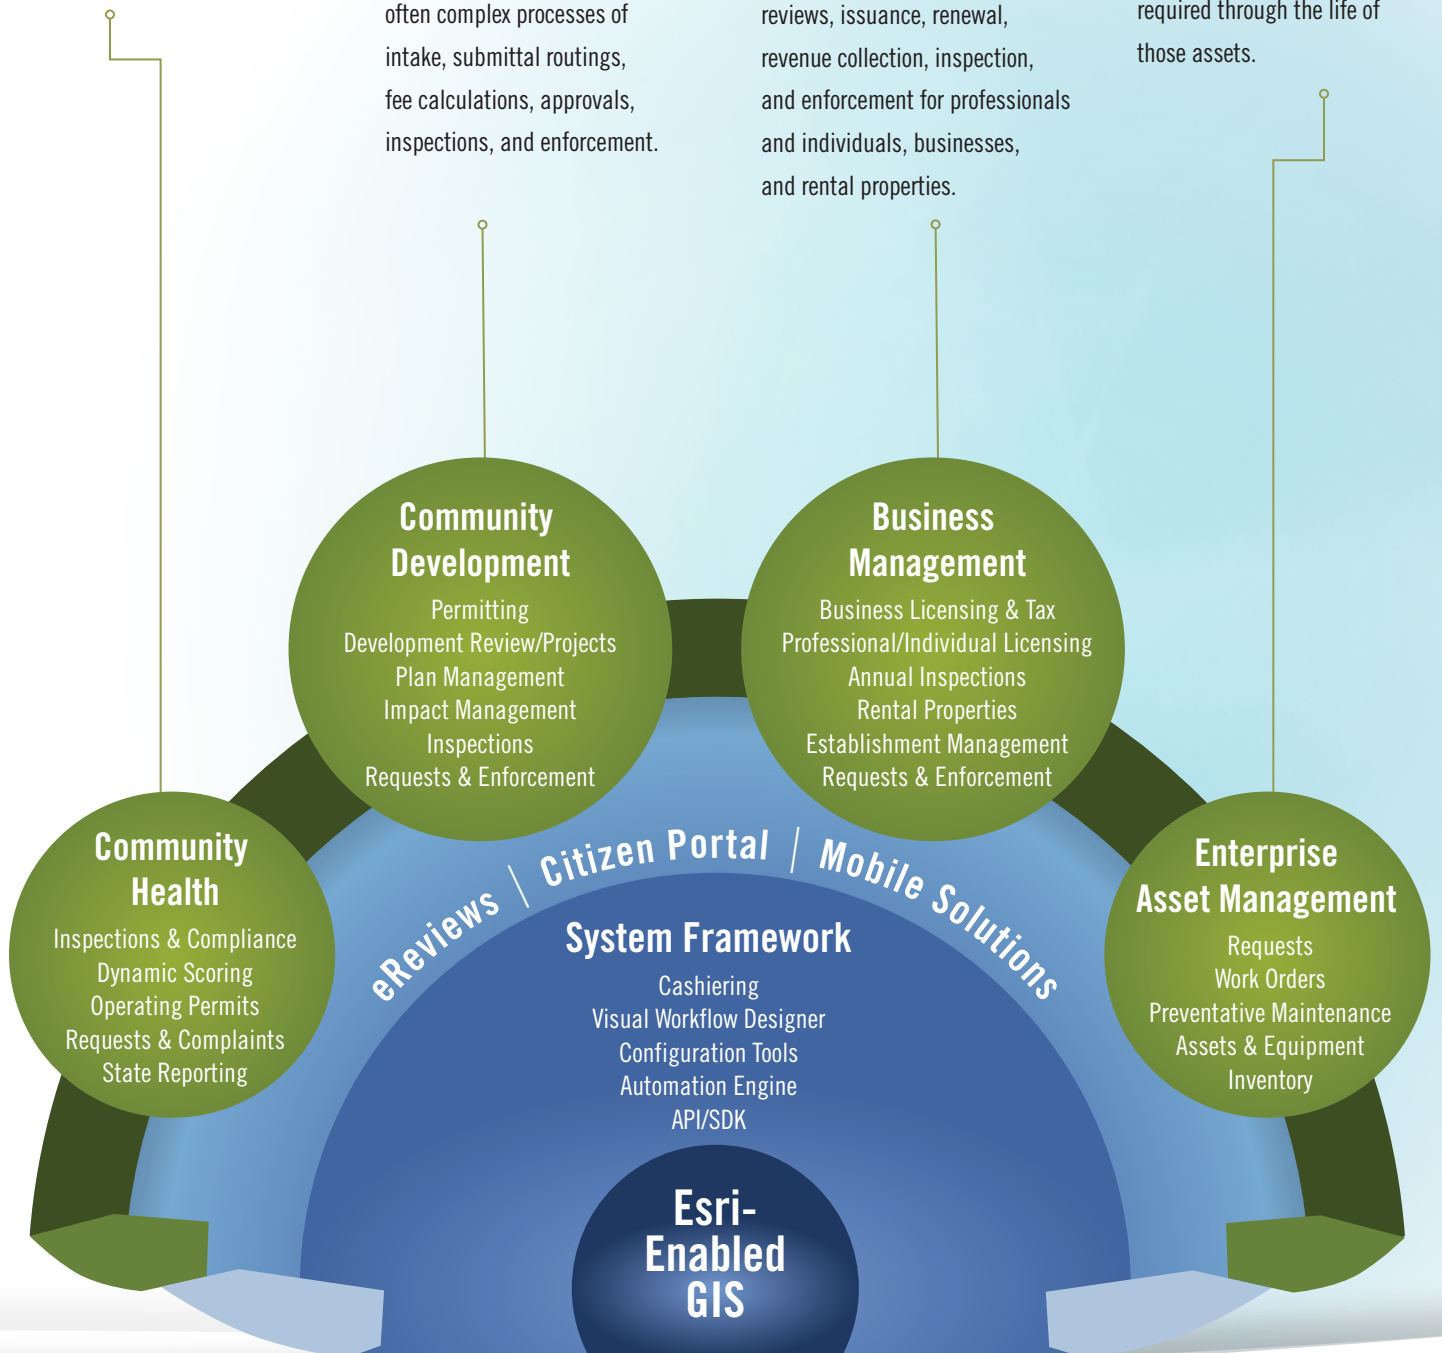 often complex processes of
intake, submittal routings,
fee calculations, approvals,
inspections, and enforcement.
reviews, issuance, renewal,
revenue collection, inspection,
and enforcement for professionals
and individuals, businesses,
and rental properties.
required through the life of
those assets.
Community
Development
Permitting
Development Review/Projects
Plan Management
Impact Management
Inspections
Requests & Enforcement
Business
Management
Business Licensing & Tax
Professional/Individual Licensing
Annual Inspections
Rental Properties
Establishment Management
Requests & Enforcement
Community
Health
Inspections & Compliance
Dynamic Scoring
Operating Permits
Requests & Complaints
State Reporting
Enterprise
Asset Management
Requests
Work Orders
Preventative Maintenance
Assets & Equipment
Inventory
eReviews | Citizen Portal | Mobile Solutions
System Framework
Cashiering
Visual Workflow Designer
Configuration Tools
Automation Engine
API/SDK
Esri-
Enabled
GIS